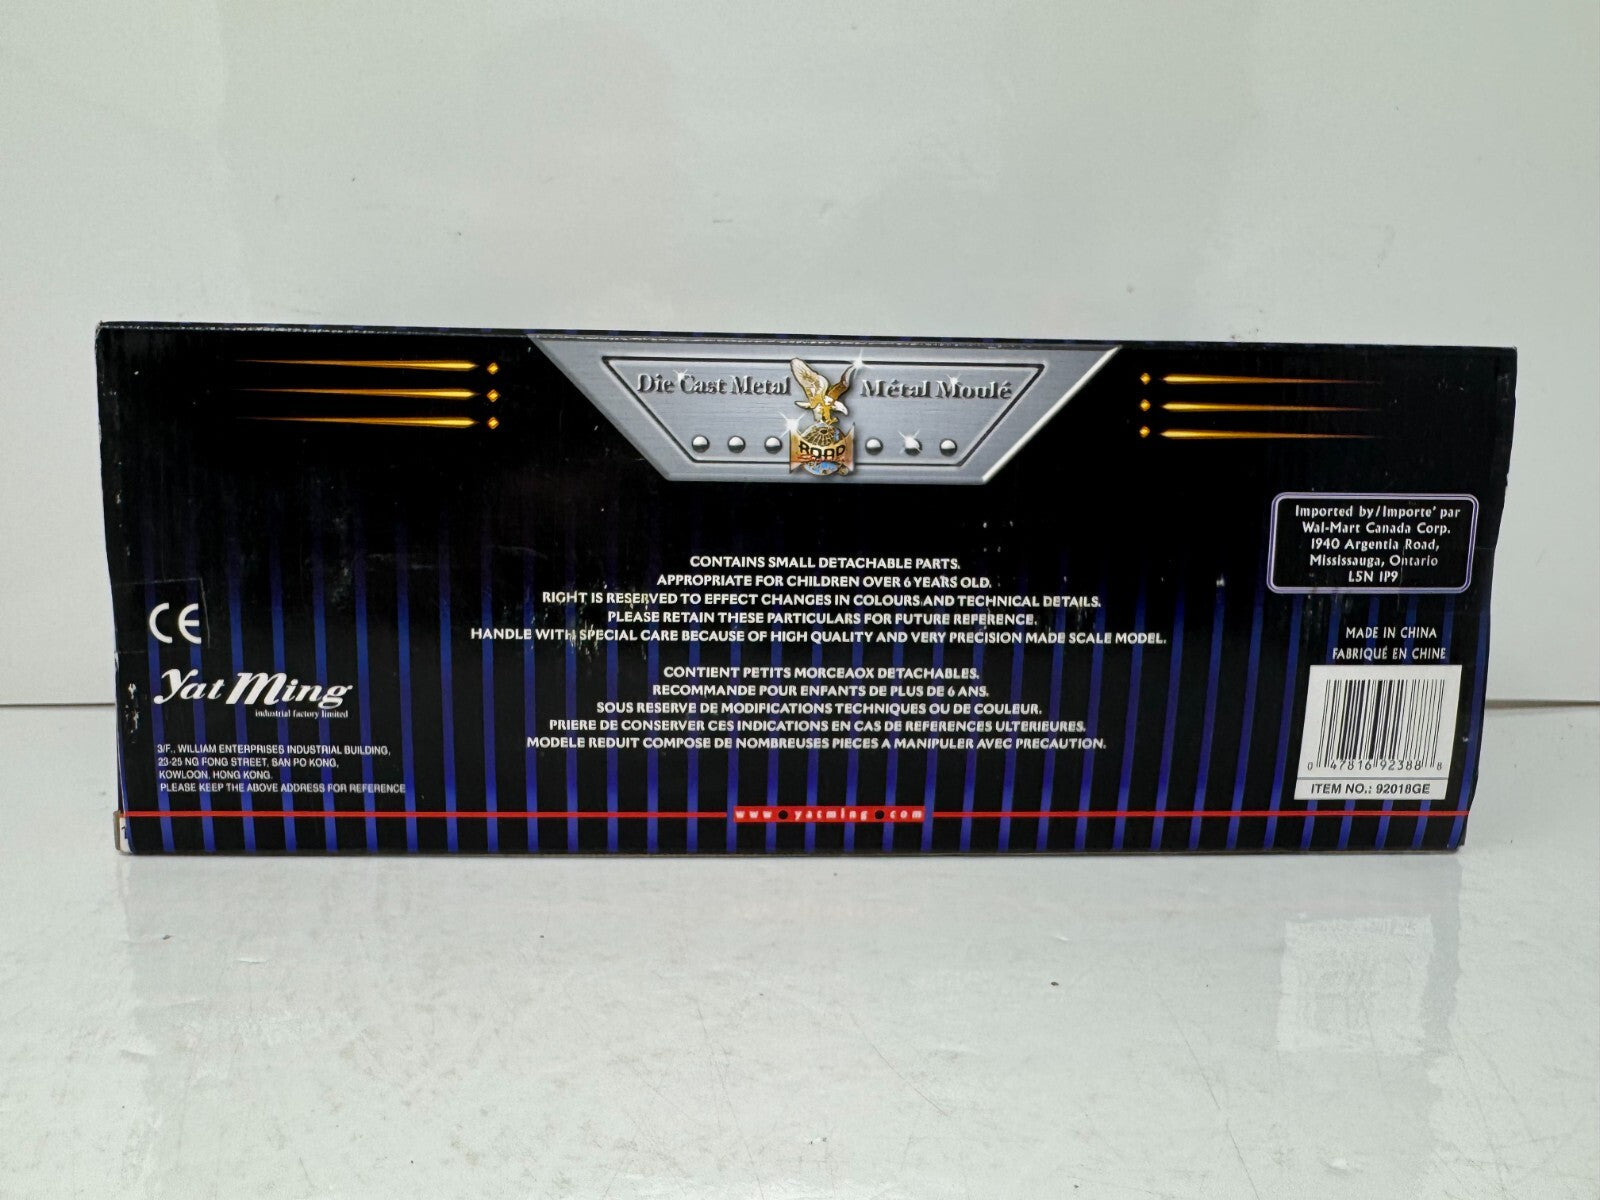 Die Cast Metal
Métal Moulé
ROAD
Imported by/Importe' par
Wal-Mart Canada Corp.
1940 Argentia Road,
Mississauga, Ontario
L5N 1P9
CONTAINS SMALL DETACHABLE PARTS.
APPROPRIATE FOR CHILDREN OVER 6 YEARS OLD.
RIGHT IS RESERVED TO EFFECT CHANGES IN COLOURS AND TECHNICAL DETAILS.
PLEASE RETAIN THESE PARTICULARS FOR FUTURE REFERENCE.
HANDLE WITH SPECIAL CARE BECAUSE OF HIGH QUALITY AND VERY PRECISION MADE SCALE MODEL.
CONTIENT PETITS MORCEAOX DETACHABLES.
RECOMMANDE POUR ENFANTS DE PLUS DE 6 ANS.
SOUS RESERVE DE MODIFICATIONS TECHNIQUES OU DE COULEUR.
PRIERE DE CONSERVER CES INDICATIONS EN CAS DE REFERENCES ULTERIEURES.
MODELE REDUIT COMPOSE DE NOMBREUSES PIECES A MANIPULER AVEC PRECAUTION.
CE
Yat Ming
industrial factory limited
3/F., WILLIAM ENTERPRISES INDUSTRIAL BUILDING,
23-25 NG FONG STREET, SAN PO KONG,
KOWLOON, HONG KONG.
PLEASE KEEP THE ABOVE ADDRESS FOR REFERENCE
MADE IN CHINA
FABRIQUÉ EN CHINE
0 47816 92388 8
ITEM NO.: 92018GE
www•yatming•com
1